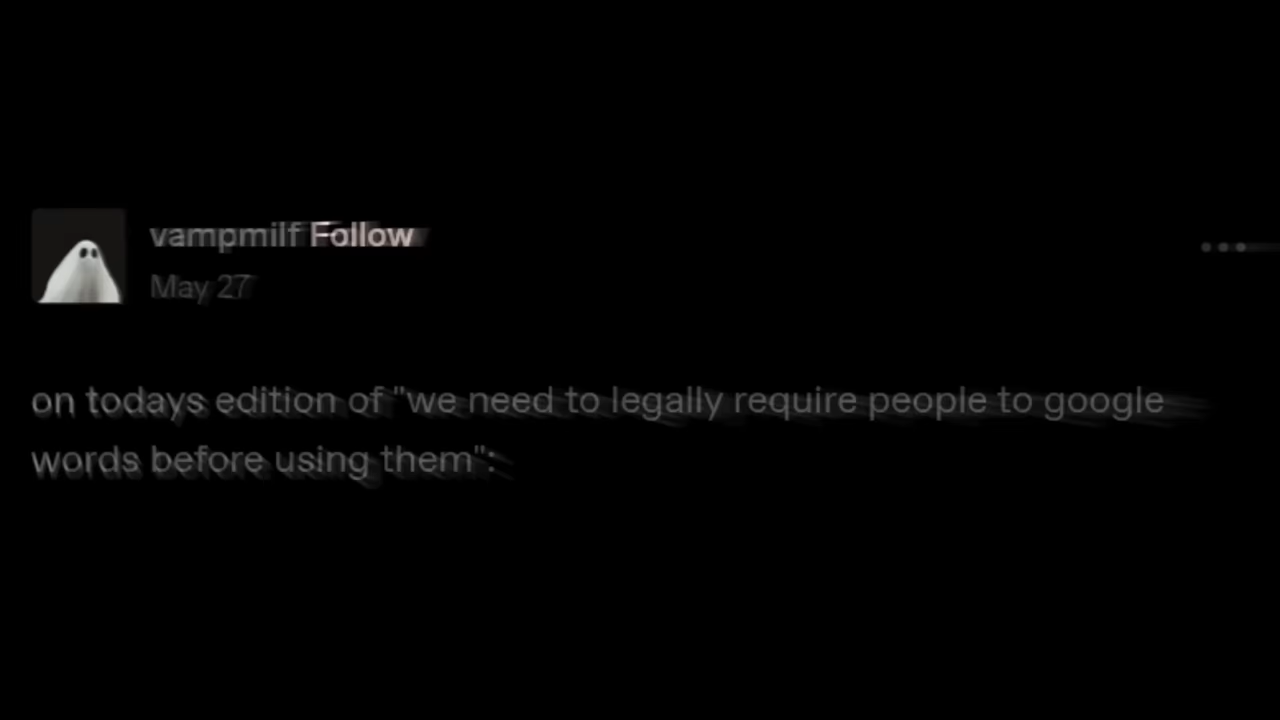 vampmilf Follow
May 27
on todays edition of "we need to legally require people to google
words before using them":